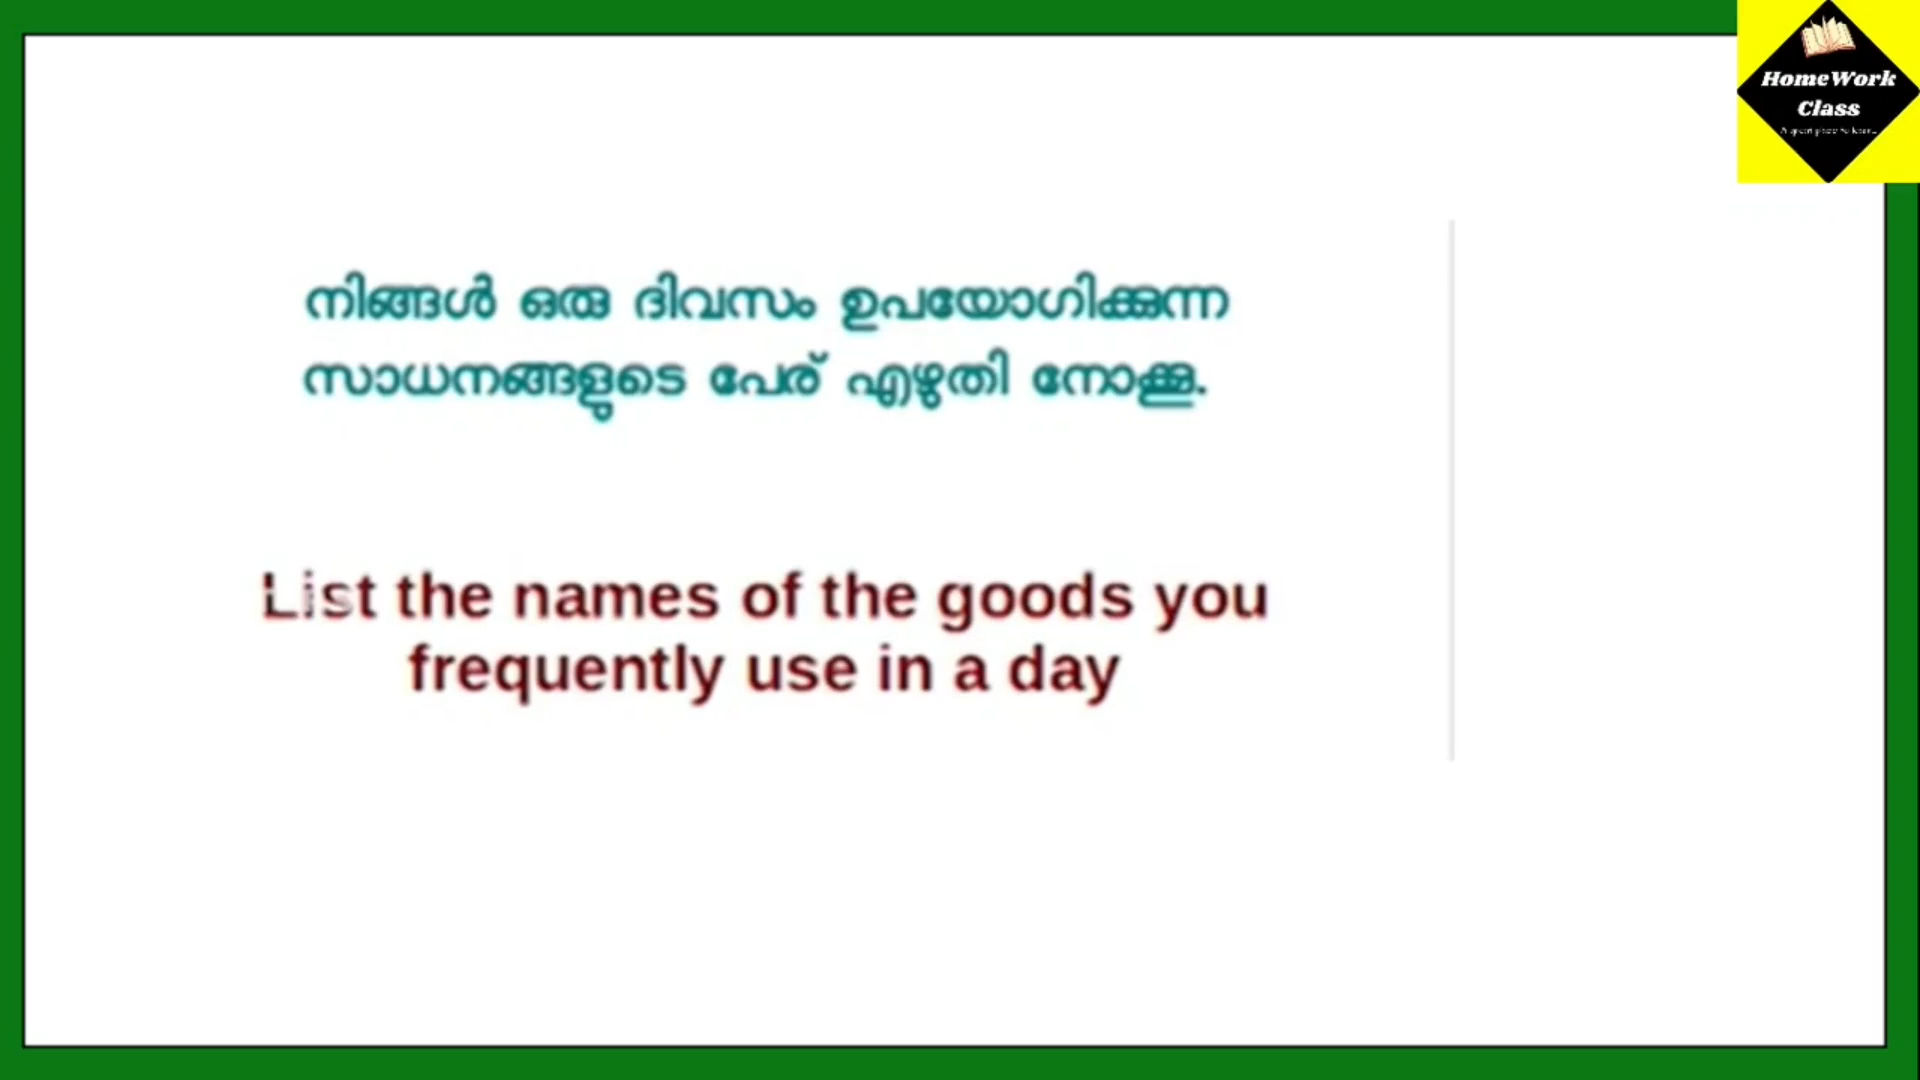 HomeWork
Class
നിങ്ങൾ ഒരു ദിവസം ഉപയോഗിക്കുന്ന
സാധനങ്ങളുടെ പേര് എഴുതി നോക്കൂ.
List the names of the goods you
frequently use in a day